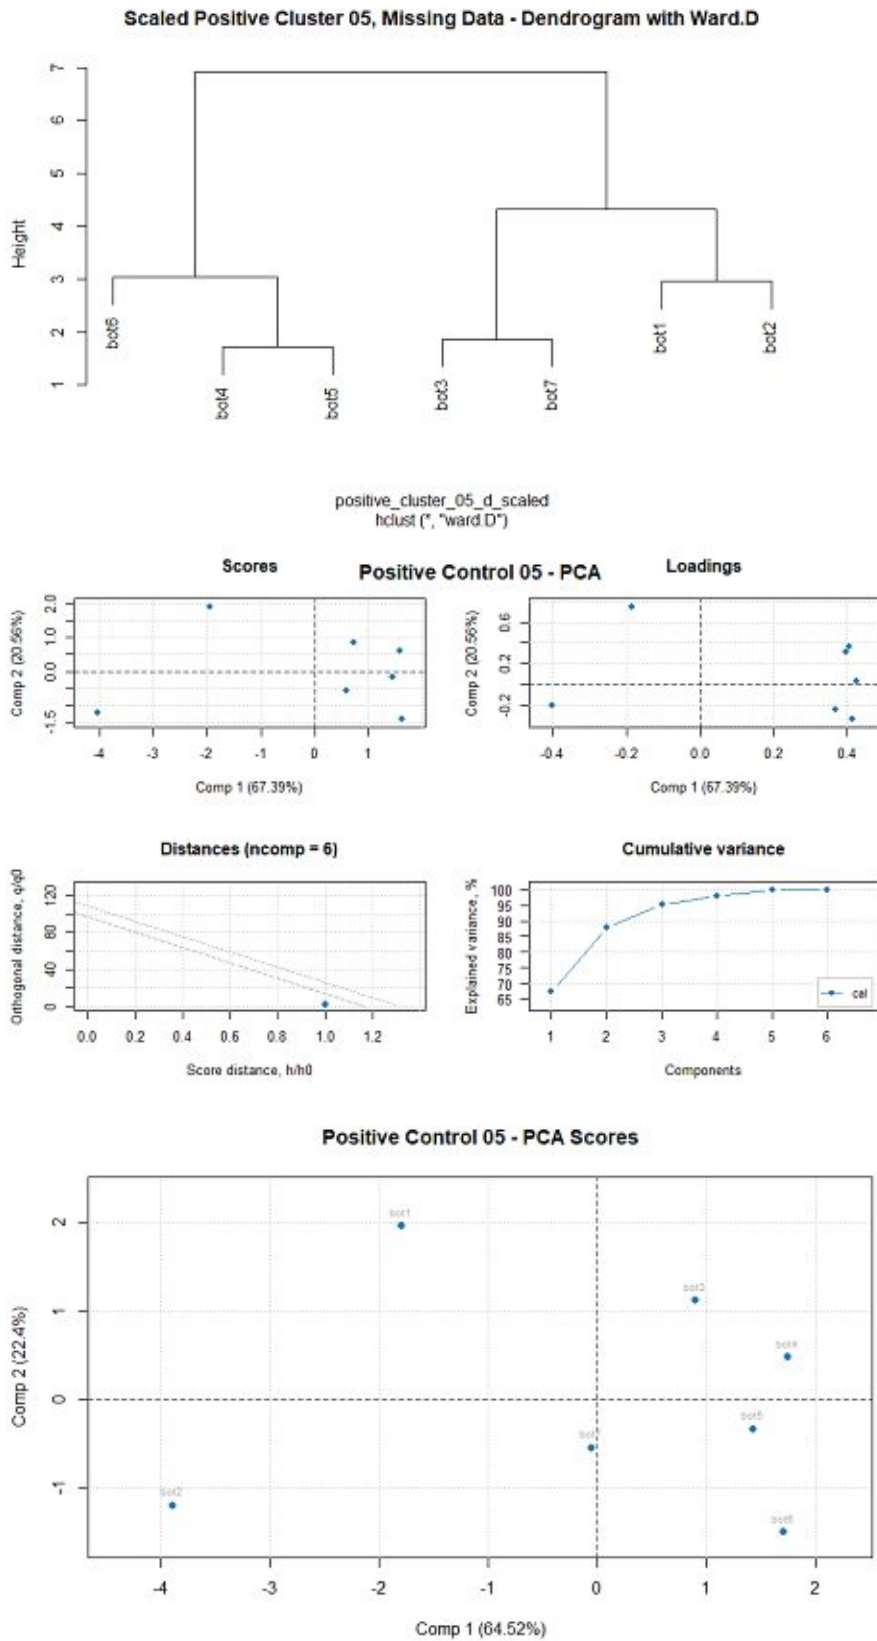 Scaled Positive Cluster 05, Missing Data - Dendrogram with Ward.D
Height
7
6
5
4
3
2
1
bot6
bot4
bot5
bot3
bot7
bot1
bot2
positive_cluster_05_d_scaled
hclust (*, "ward.D")
Positive Control 05 - PCA
Scores
Comp 2 (20.56%)
2.0
1.0
0.0
-1.5
-4 -3 -2 -1 0 1
Comp 1 (67.39%)
Loadings
Comp 2 (20.56%)
0.6
0.2
-0.2
-0.4 -0.2 0.0 0.2 0.4
Comp 1 (67.39%)
Distances (ncomp = 6)
Orthogonal distance, q/q0
120
80
40
0
0.0 0.2 0.4 0.6 0.8 1.0 1.2
Score distance, h/h0
Cumulative variance
Explained variance, %
100
95
90
85
80
75
70
65
cal
1 2 3 4 5 6
Components
Positive Control 05 - PCA Scores
Comp 2 (22.4%)
2
1
0
-1
bot1
bot3
bot4
bot5
bot7
bot2
bot6
-4 -3 -2 -1 0 1 2
Comp 1 (64.52%)